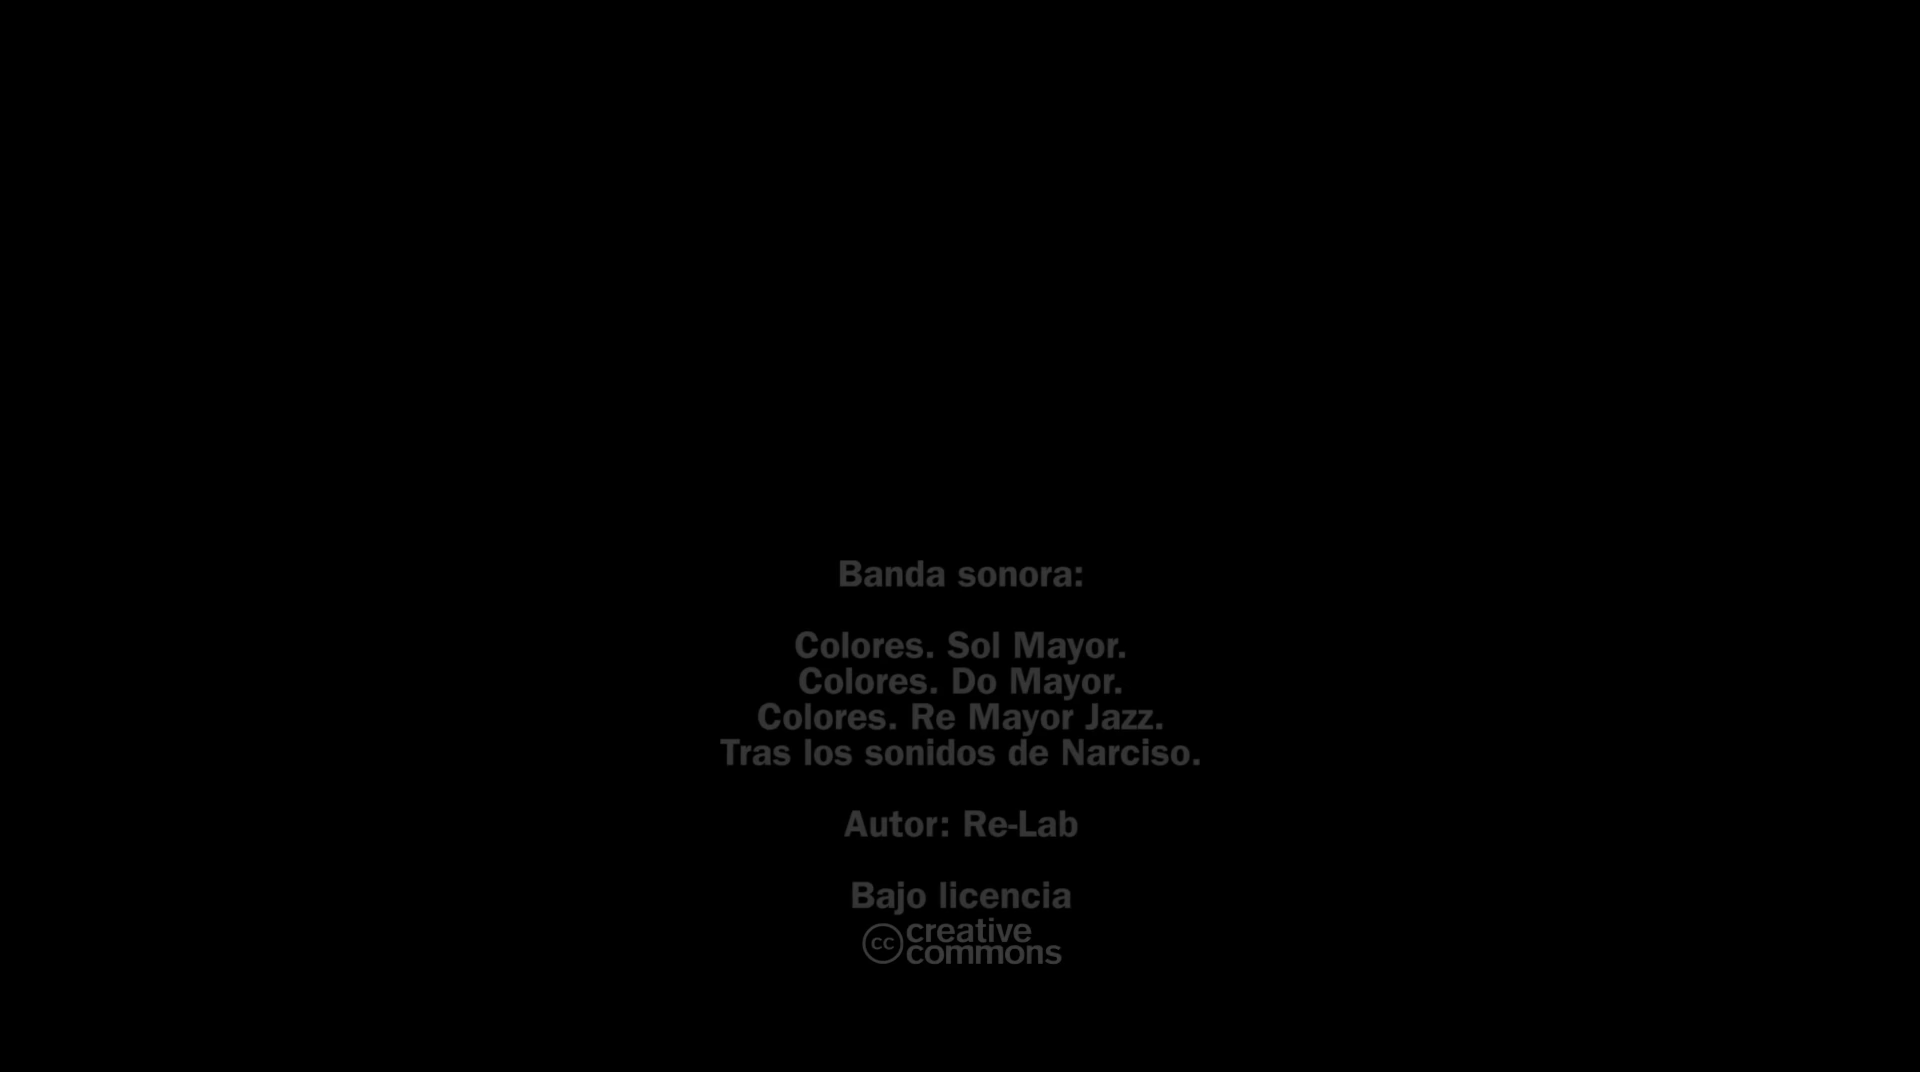 Banda sonora:
Colores. Sol Mayor.
Colores. Do Mayor.
Colores. Re Mayor Jazz.
Tras los sonidos de Narciso.
Autor: Re-Lab
Bajo licencia
cc creative
commons